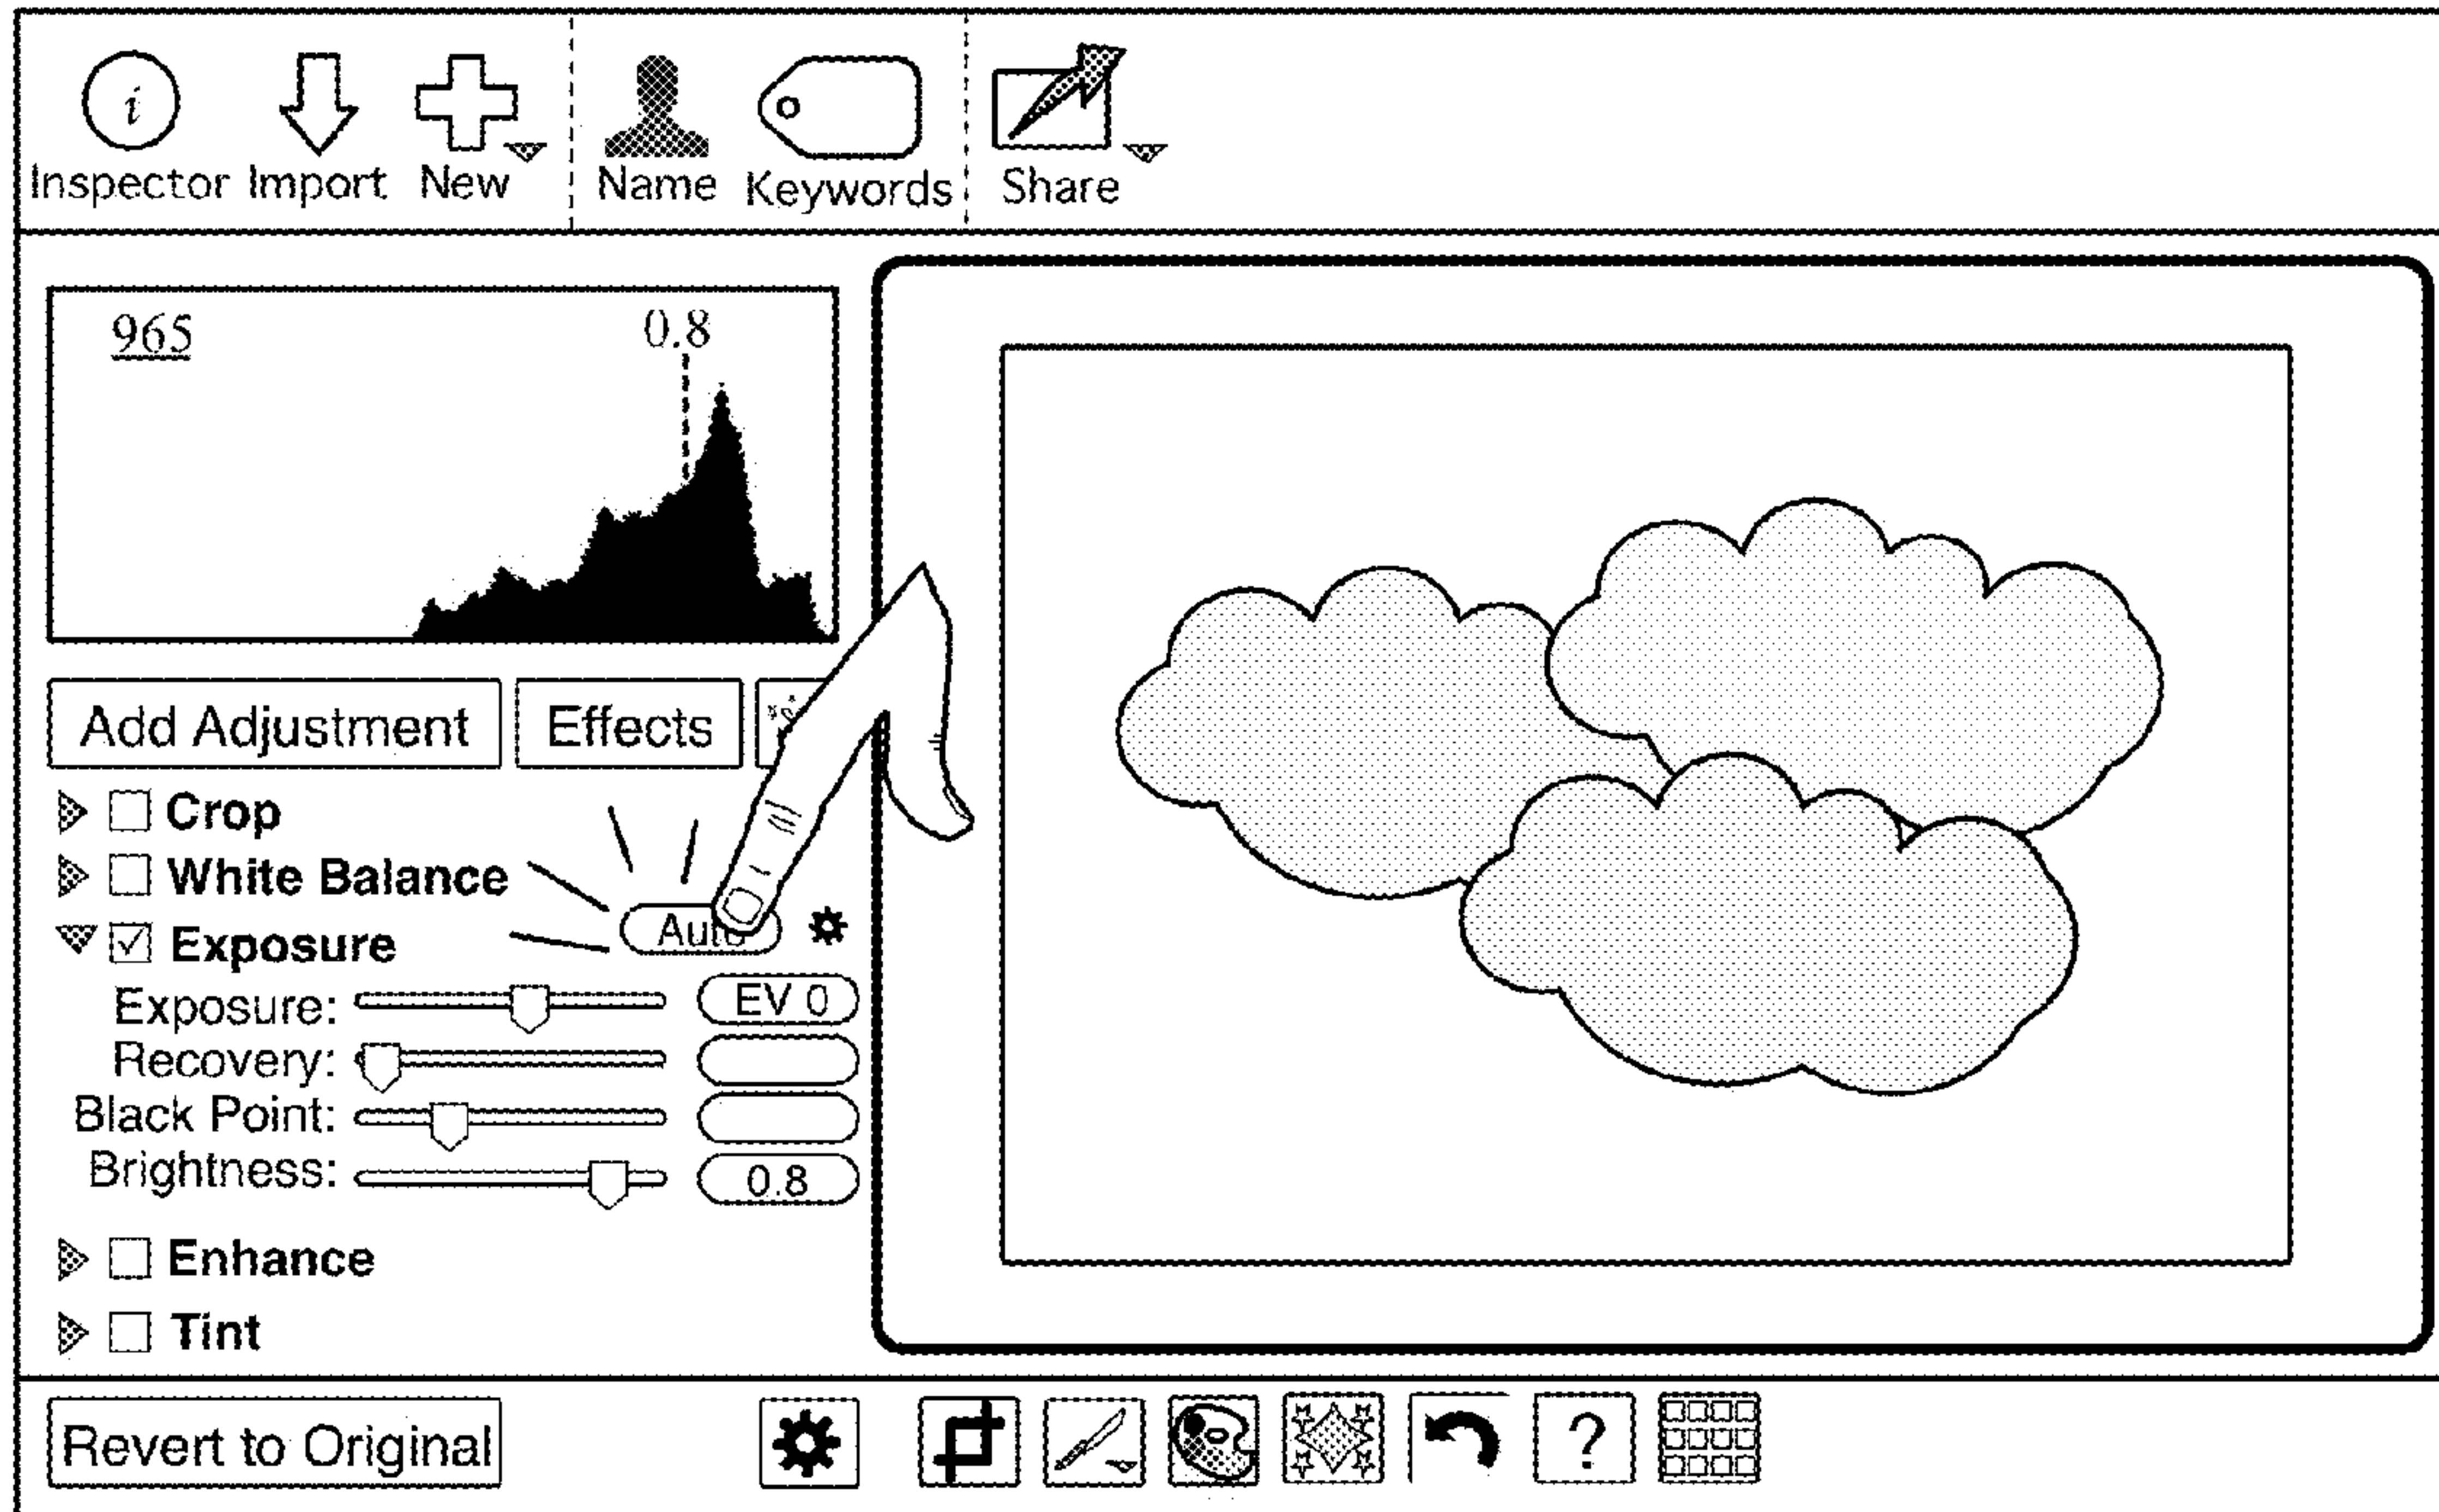 i
Inspector Import New Name Keywords Share
965 0.8
Add Adjustment Effects
Crop
White Balance
Auto
Exposure
Exposure: EV 0
Recovery:
Black Point:
Brightness: 0.8
Enhance
Tint
Revert to Original ?